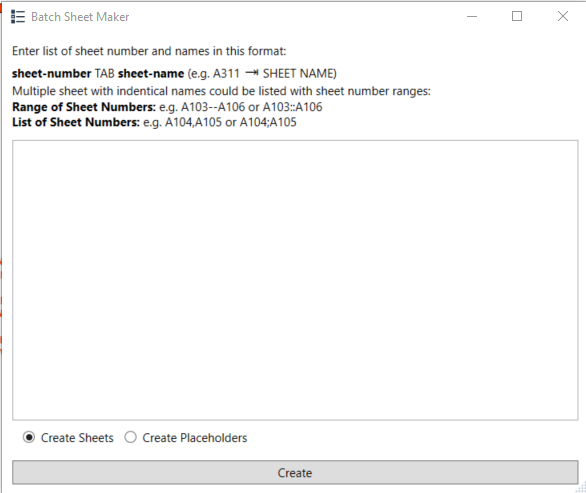 Batch Sheet Maker
Enter list of sheet number and names in this format:
sheet-number TAB sheet-name (e.g. A311 ⇥ SHEET NAME)
Multiple sheet with indentical names could be listed with sheet number ranges:
Range of Sheet Numbers: e.g. A103--A106 or A103::A106
List of Sheet Numbers: e.g. A104,A105 or A104;A105
Create Sheets
Create Placeholders
Create